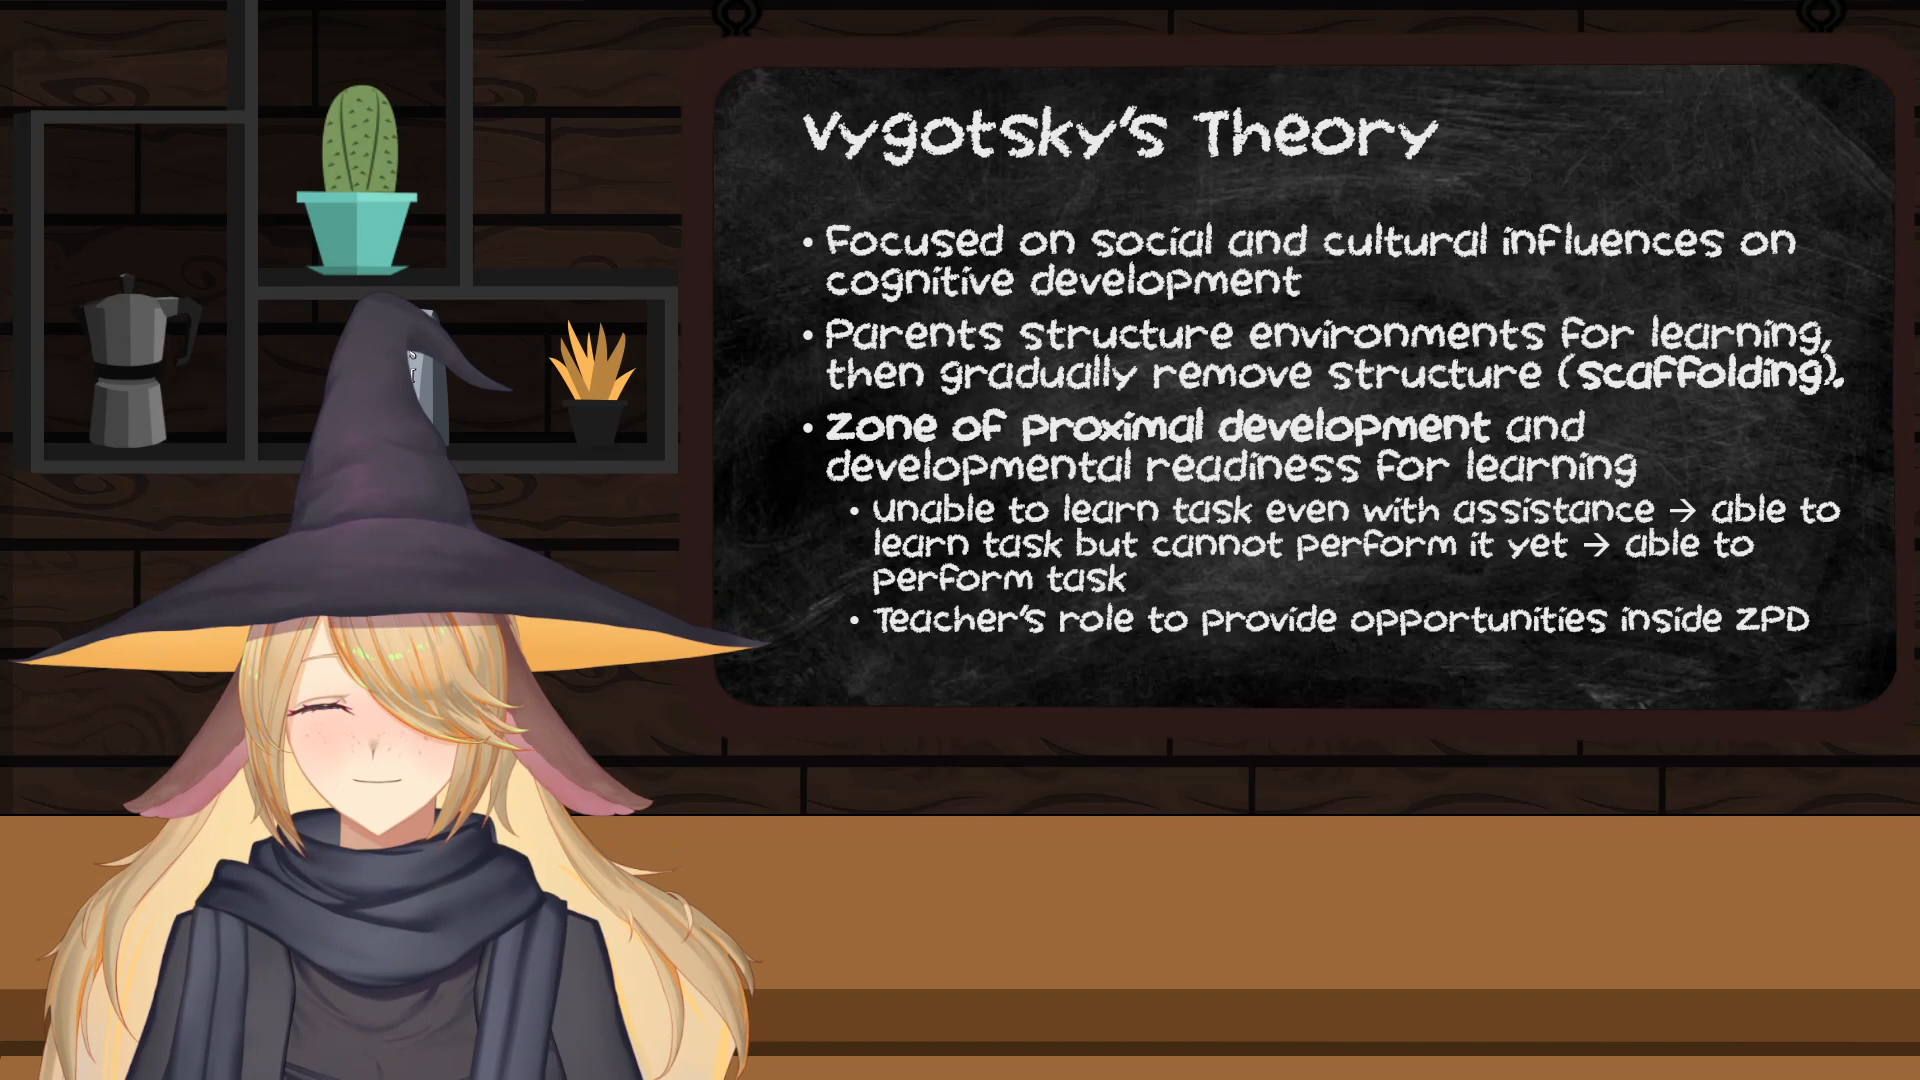 Vygotsky's Theory
• Focused on social and cultural influences on
cognitive development
• Parents structure environments for learning,
then gradually remove structure (scaffolding).
• Zone of proximal development and
developmental readiness for learning
• Unable to learn task even with assistance → able to
learn task but cannot perform it yet → able to
perform task
• Teacher's role to provide opportunities inside ZPD